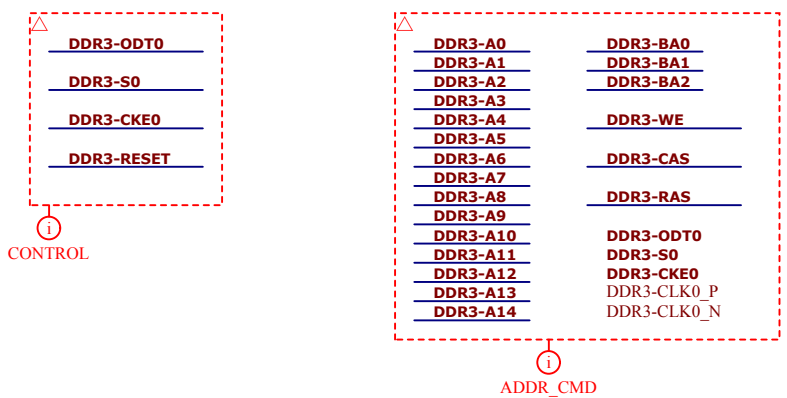 DDR3-ODT0
DDR3-S0
DDR3-CKE0
DDR3-RESET
i
CONTROL
DDR3-A0
DDR3-A1
DDR3-A2
DDR3-A3
DDR3-A4
DDR3-A5
DDR3-A6
DDR3-A7
DDR3-A8
DDR3-A9
DDR3-A10
DDR3-A11
DDR3-A12
DDR3-A13
DDR3-A14
DDR3-BA0
DDR3-BA1
DDR3-BA2
DDR3-WE
DDR3-CAS
DDR3-RAS
DDR3-ODT0
DDR3-S0
DDR3-CKE0
DDR3-CLK0_P
DDR3-CLK0_N
i
ADDR_CMD